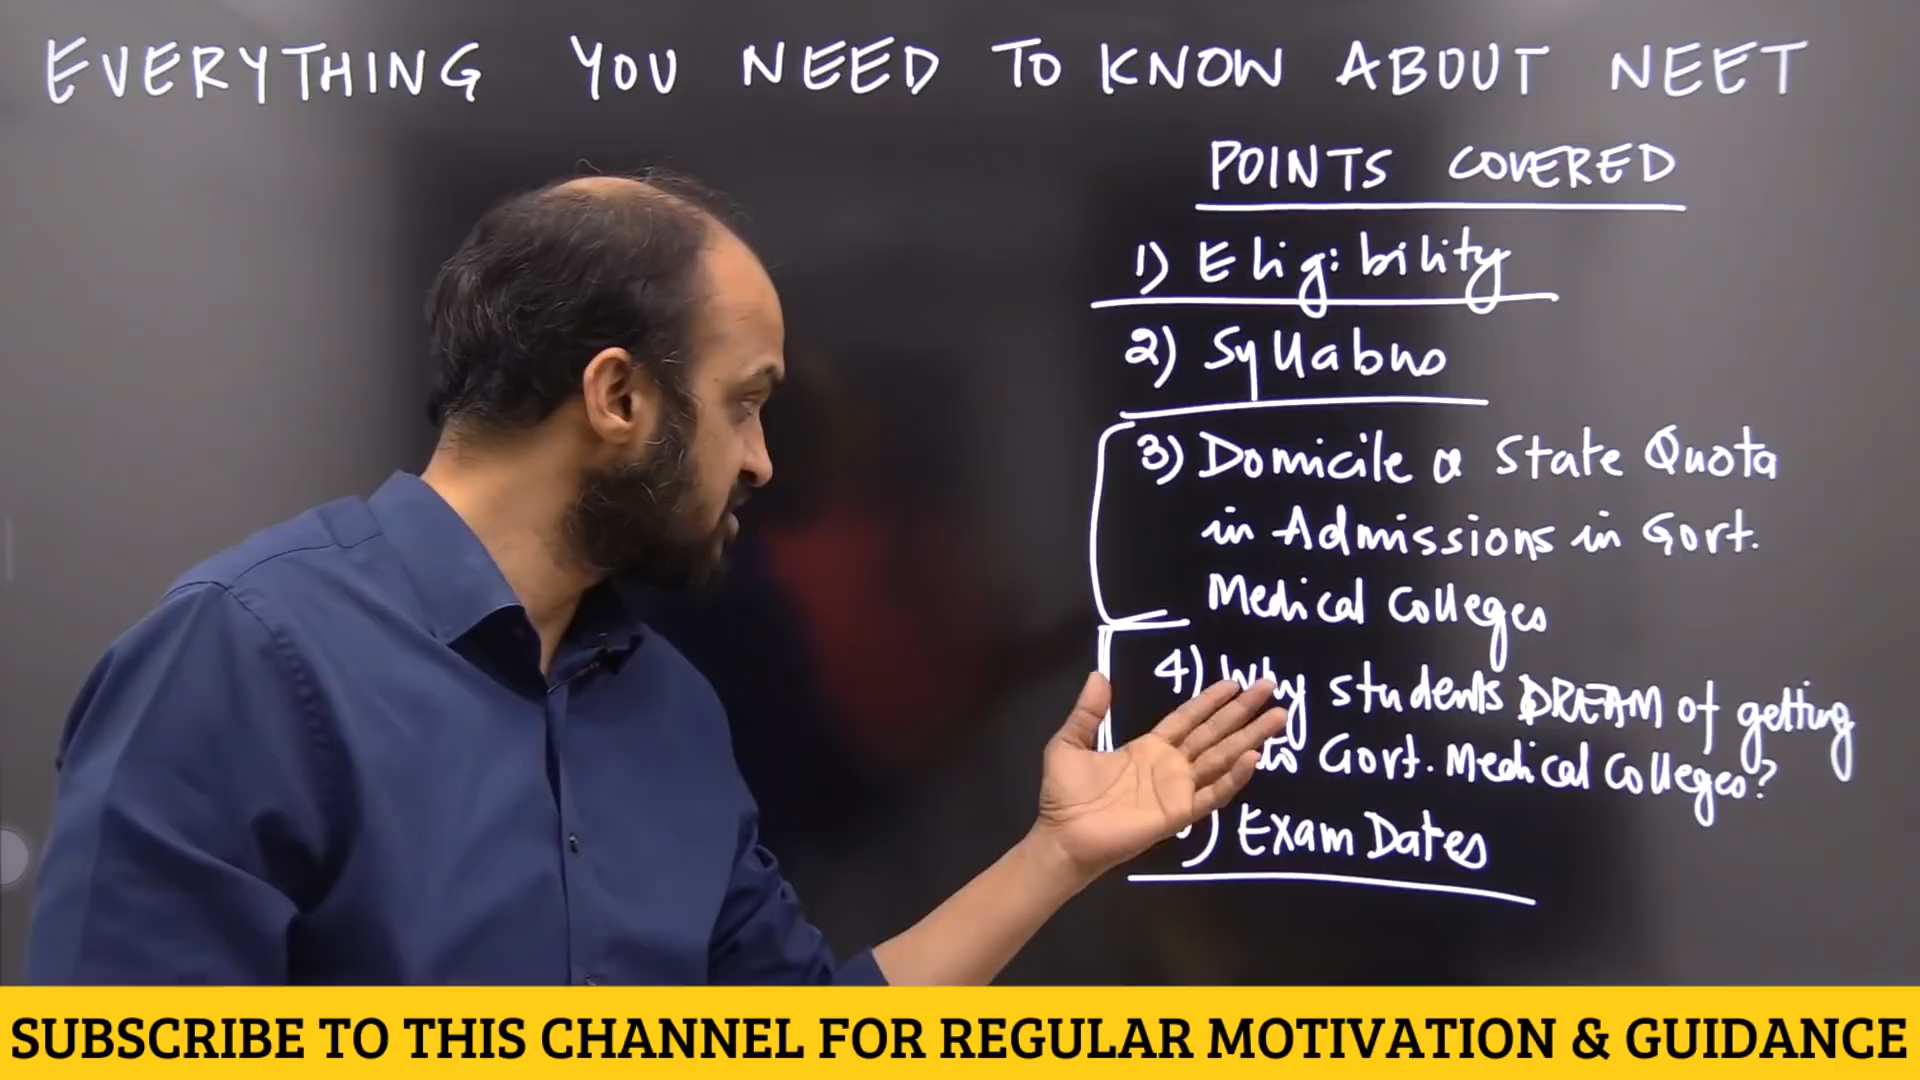 EVERYTHING YOU NEED TO KNOW ABOUT NEET
POINTS COVERED
1) Eligibility
2) Syllabus
3) Domicile & State Quota
in Admissions in Govt.
Medical Colleges
4) Why students DREAM of getting
Govt. Medical Colleges?
) Exam Dates
SUBSCRIBE TO THIS CHANNEL FOR REGULAR MOTIVATION & GUIDANCE